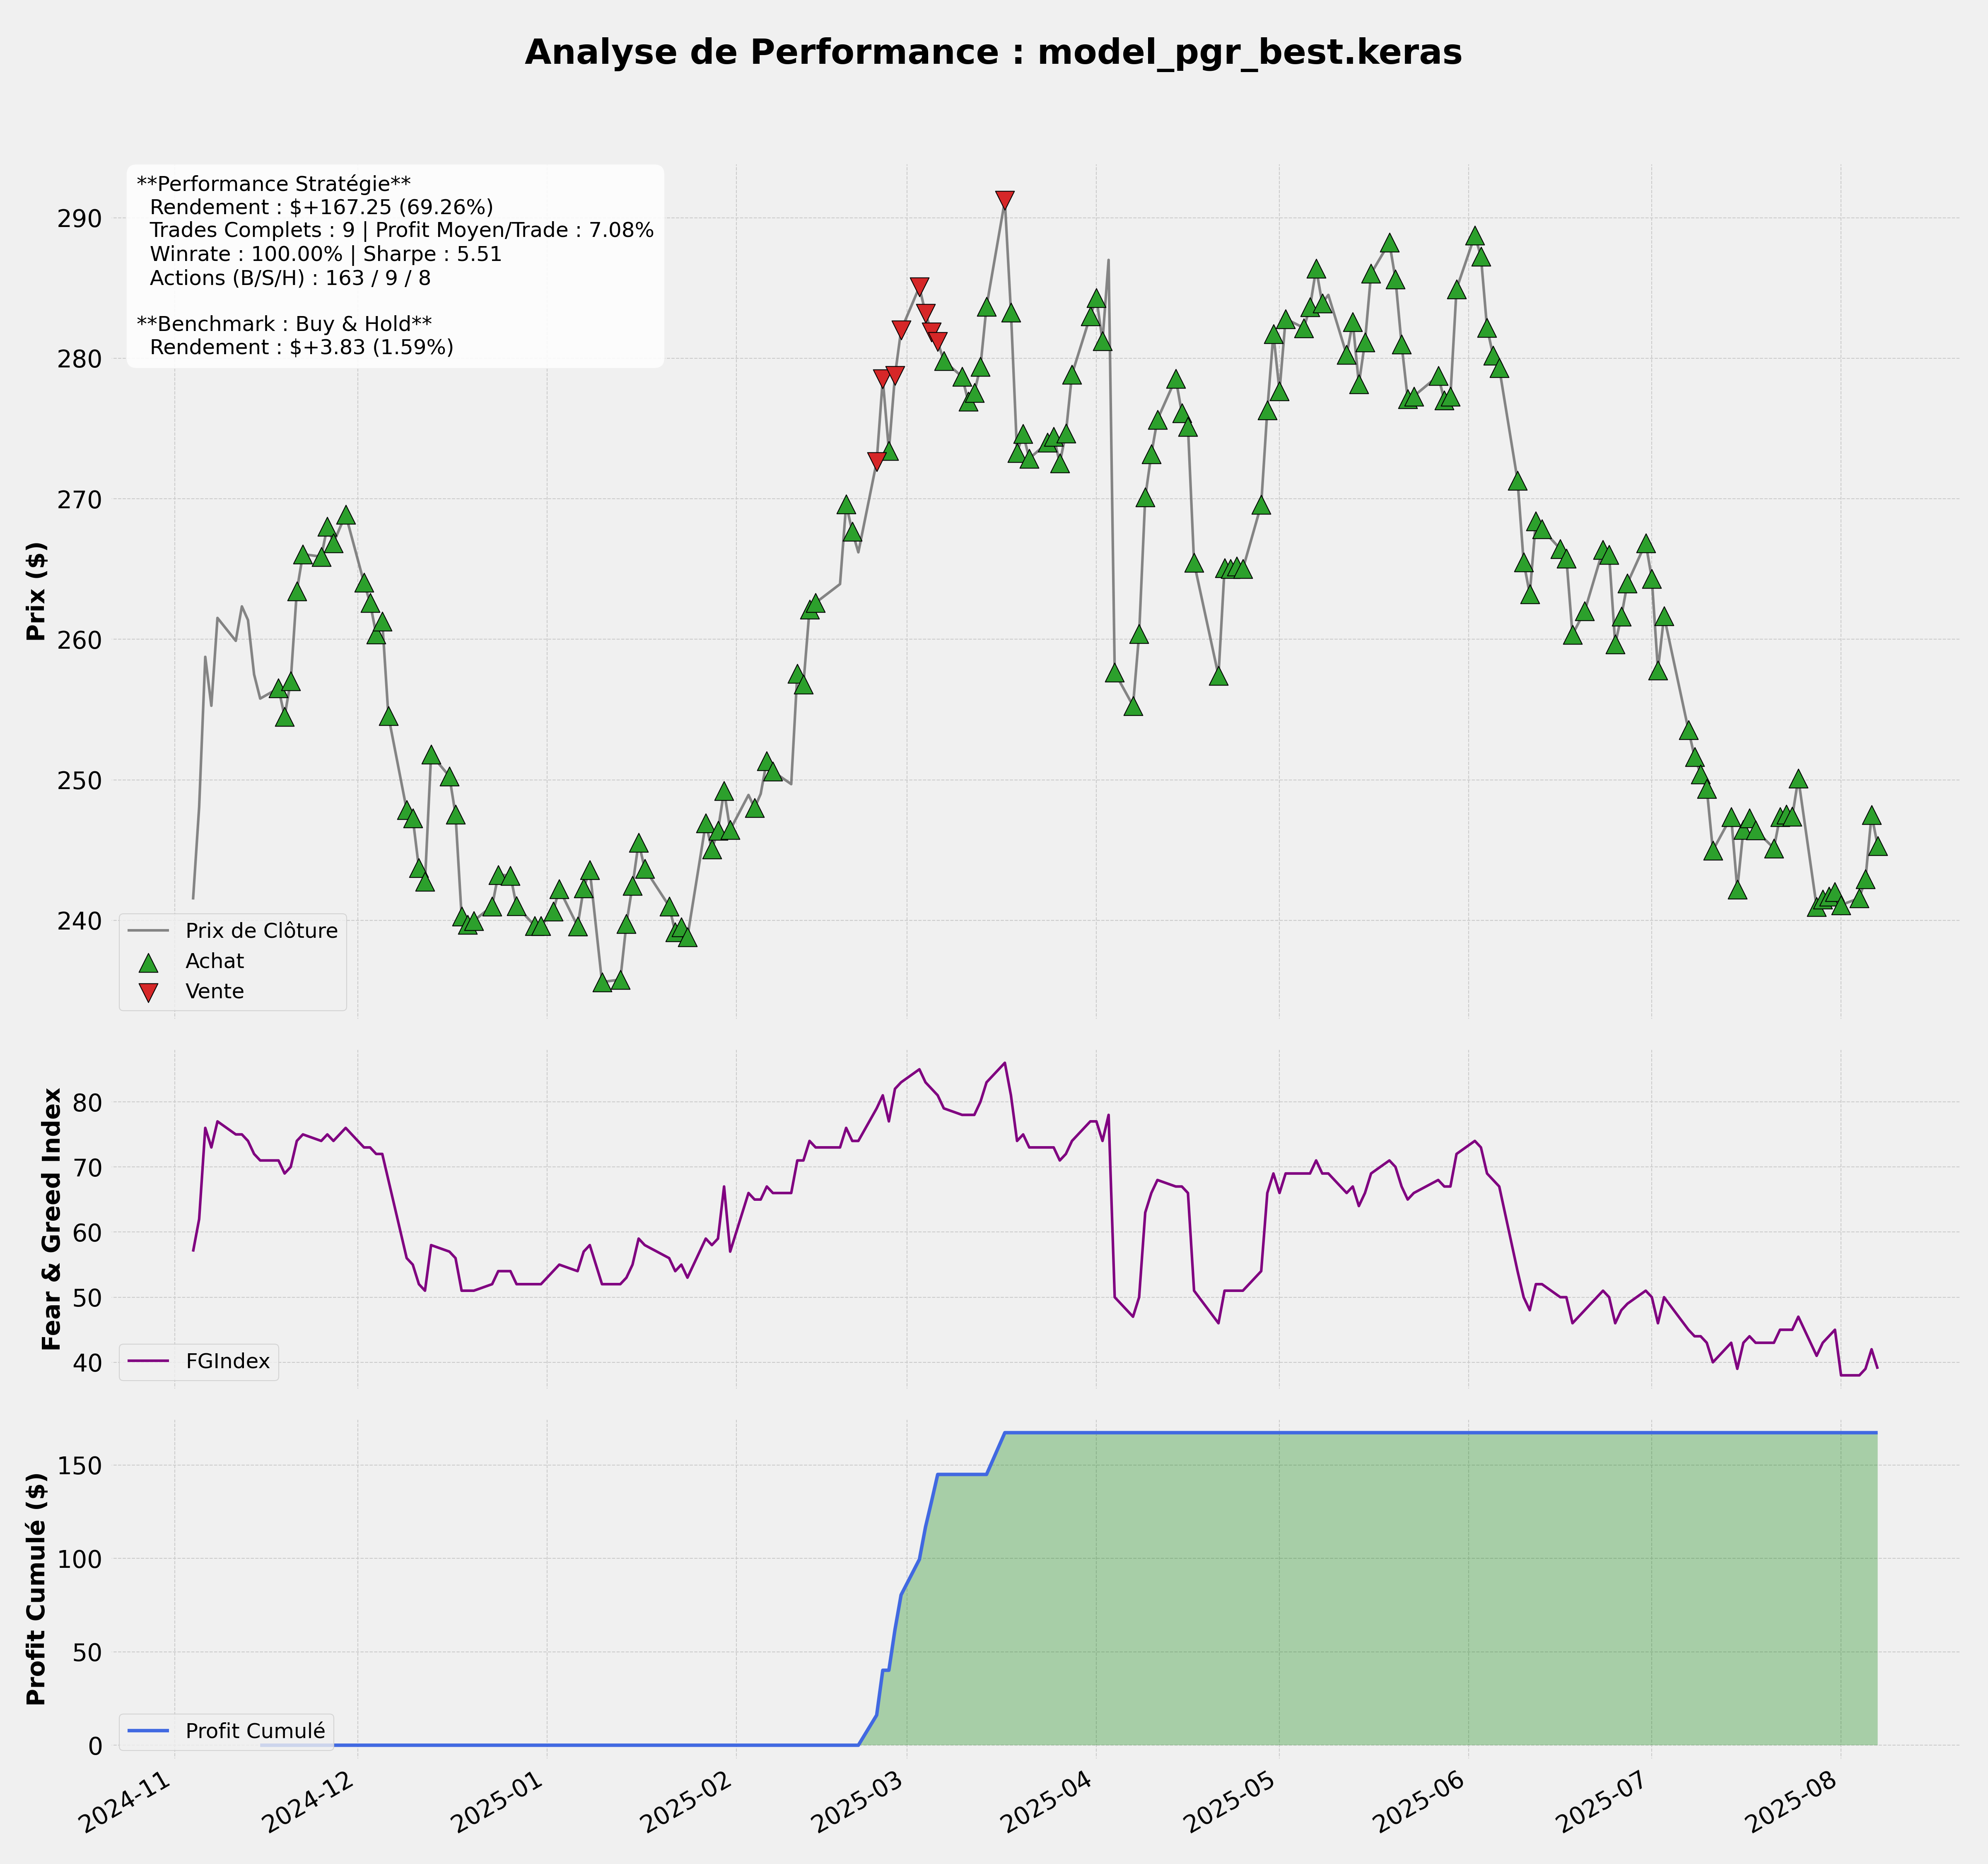 Analyse de Performance : model_pgr_best.keras
**Performance Stratégie**
Rendement : $+167.25 (69.26%)
Trades Complets : 9 | Profit Moyen/Trade : 7.08%
Winrate : 100.00% | Sharpe : 5.51
Actions (B/S/H) : 163 / 9 / 8
**Benchmark : Buy & Hold**
Rendement : $+3.83 (1.59%)
Prix ($)
290
280
270
260
250
240
Prix de Clôture
Achat
Vente
Fear & Greed Index
80
70
60
50
40
FGIndex
Profit Cumulé ($)
150
100
50
0
Profit Cumulé
2024-11
2024-12
2025-01
2025-02
2025-03
2025-04
2025-05
2025-06
2025-07
2025-08